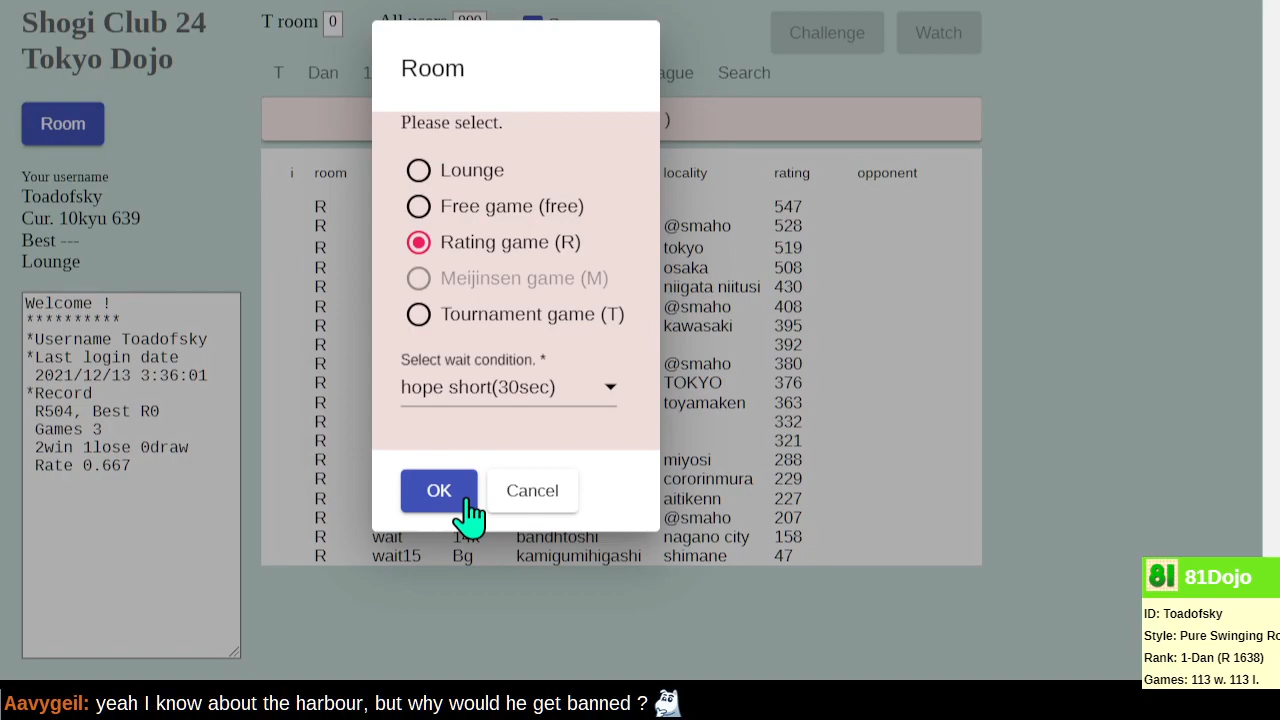 Shogi Club 24
Tokyo Dojo
Room
Your username
Toadofsky
Cur. 10kyu 639
Best ---
Lounge
Welcome !
**********
*Username Toadofsky
*Last login date
2021/12/13 3:36:01
*Record
R504, Best R0
Games 3
2win 1lose 0draw
Rate 0.667
T room 0 All users
Challenge
Watch
T Dan 1 ague Search
)
i room locality rating opponent
R 547
R @smaho 528
R tokyo 519
R osaka 508
R niigata niitusi 430
R @smaho 408
R kawasaki 395
R 392
R @smaho 380
R TOKYO 376
R toyamaken 363
R 332
R 321
R miyosi 288
R cororinmura 229
R aitikenn 227
R @smaho 207
R wait 14k bandhtoshi nagano city 158
R wait15 Bg kamigumihigashi shimane 47
Room
Please select.
Lounge
Free game (free)
Rating game (R)
Meijinsen game (M)
Tournament game (T)
Select wait condition. *
hope short(30sec)
OK
Cancel
81 81Dojo
ID: Toadofsky
Style: Pure Swinging Ro
Rank: 1-Dan (R 1638)
Games: 113 w. 113 l.
Aavygeil: yeah I know about the harbour, but why would he get banned ?